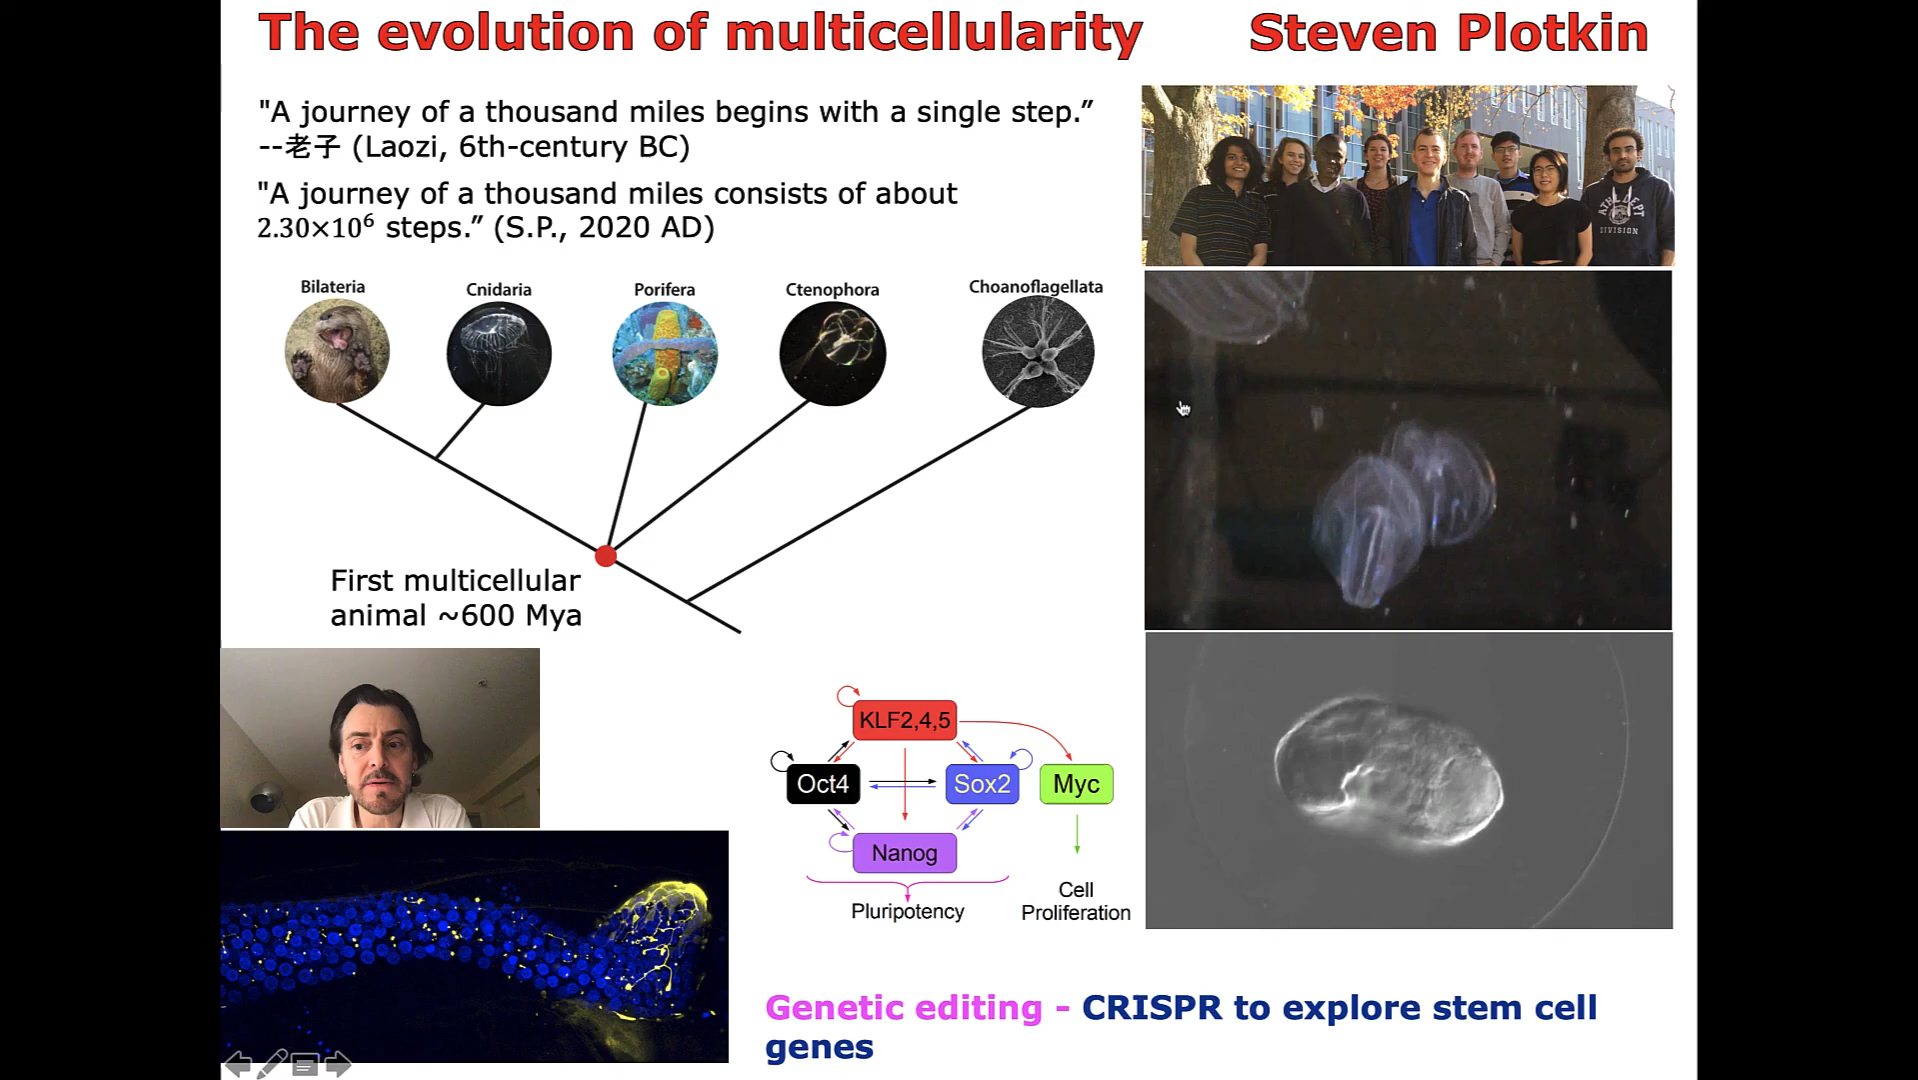 The evolution of multicellularity
Steven Plotkin
"A journey of a thousand miles begins with a single step.”
--老子 (Laozi, 6th-century BC)
"A journey of a thousand miles consists of about
2.30×10⁶ steps.” (S.P., 2020 AD)
Bilateria
Cnidaria
Porifera
Ctenophora
Choanoflagellata
First multicellular
animal ~600 Mya
ATHL DEPT
DIVISION
KLF2,4,5
Oct4
Sox2
Myc
Nanog
Pluripotency
Cell
Proliferation
Genetic editing - CRISPR to explore stem cell
genes